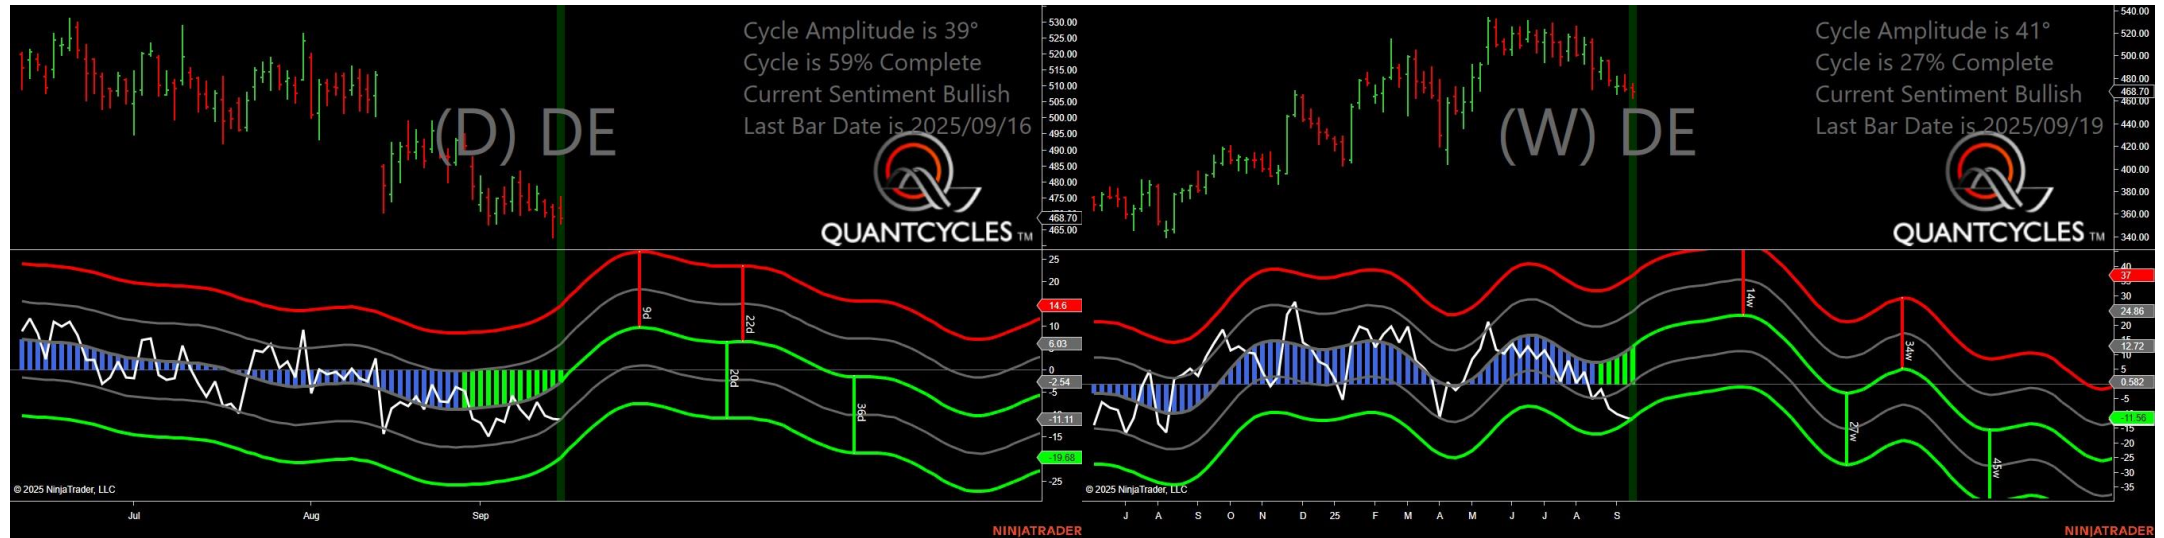 Cycle Amplitude is 39°
Cycle is 59% Complete
Current Sentiment Bullish
Last Bar Date is 2025/09/16
(D) DE
QUANTCYCLES TM
530.00
525.00
520.00
515.00
510.00
505.00
500.00
495.00
490.00
485.00
480.00
475.00
468.70
465.00
25
20
14.6
10
6.03
0
-2.54
-5
-11.11
-15
-19.68
-25
9d
22d
20d
36d
© 2025 NinjaTrader, LLC
Jul
Aug
Sep
NINJATRADER
Cycle Amplitude is 41°
Cycle is 27% Complete
Current Sentiment Bullish
Last Bar Date is 2025/09/19
(W) DE
QUANTCYCLES TM
540.00
520.00
500.00
480.00
468.70
460.00
440.00
420.00
400.00
380.00
360.00
340.00
40
37
30
24.86
20
12.72
10
5
0.582
-5
-11.56
-15
-20
-25
-30
-35
14w
34w
27w
45w
© 2025 NinjaTrader, LLC
J A S O N D 25 F M A M J J A S
NINJATRADER